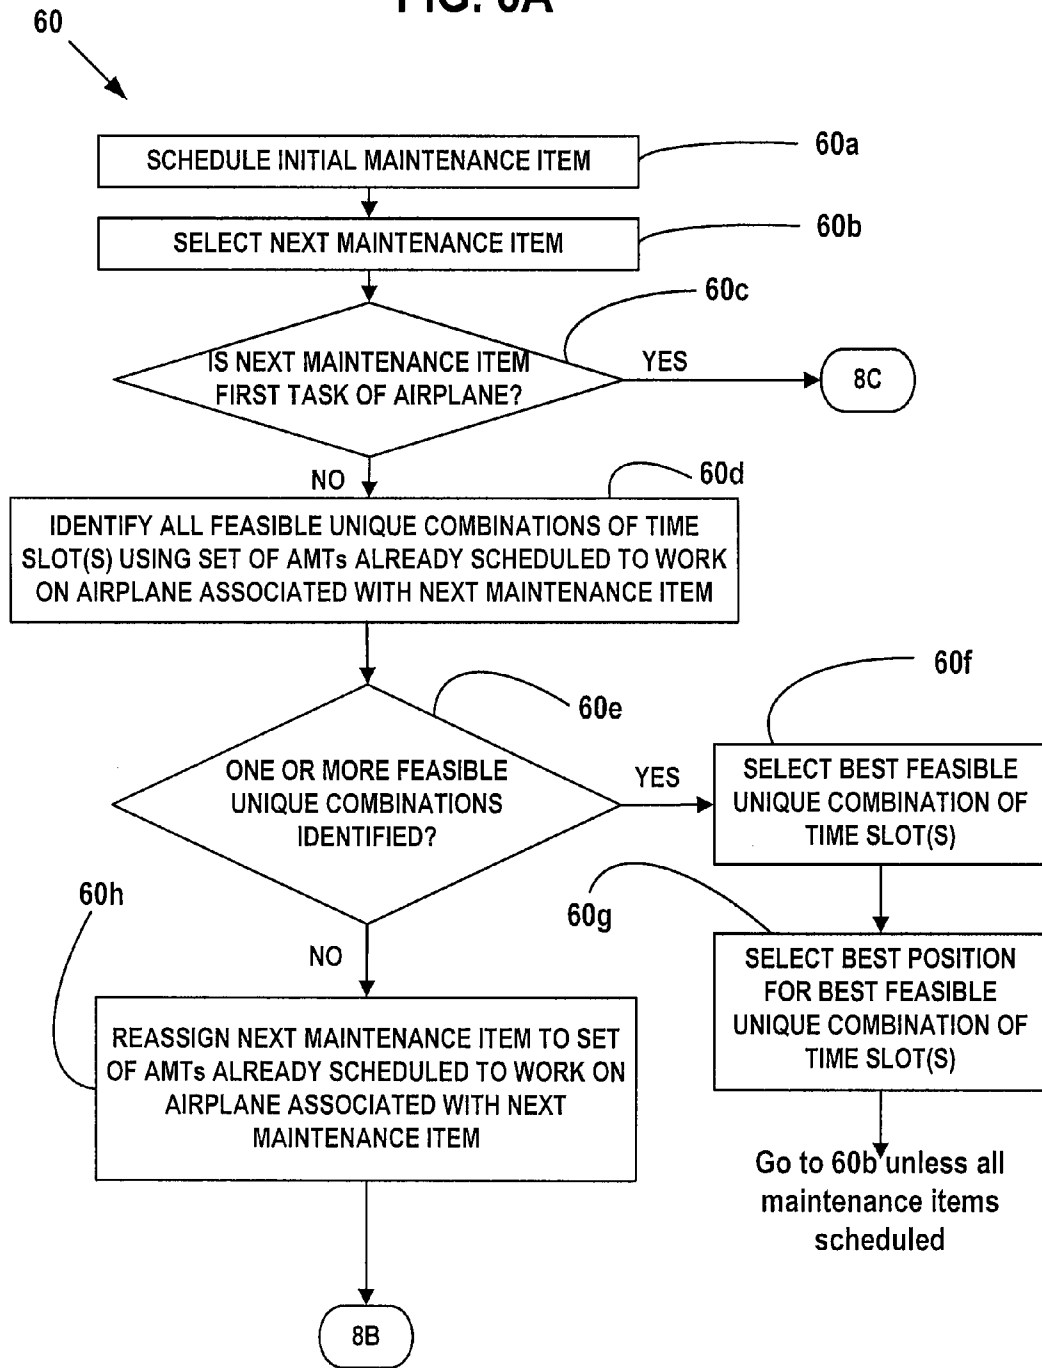 60
SCHEDULE INITIAL MAINTENANCE ITEM
60a
SELECT NEXT MAINTENANCE ITEM
60b
60c
IS NEXT MAINTENANCE ITEM
FIRST TASK OF AIRPLANE?
YES
8C
NO
60d
IDENTIFY ALL FEASIBLE UNIQUE COMBINATIONS OF TIME
SLOT(S) USING SET OF AMTs ALREADY SCHEDULED TO WORK
ON AIRPLANE ASSOCIATED WITH NEXT MAINTENANCE ITEM
60e
60f
ONE OR MORE FEASIBLE
UNIQUE COMBINATIONS
IDENTIFIED?
YES
SELECT BEST FEASIBLE
UNIQUE COMBINATION OF
TIME SLOT(S)
60g
SELECT BEST POSITION
FOR BEST FEASIBLE
UNIQUE COMBINATION OF
TIME SLOT(S)
Go to 60b unless all
maintenance items
scheduled
60h
NO
REASSIGN NEXT MAINTENANCE ITEM TO SET
OF AMTs ALREADY SCHEDULED TO WORK ON
AIRPLANE ASSOCIATED WITH NEXT
MAINTENANCE ITEM
8B